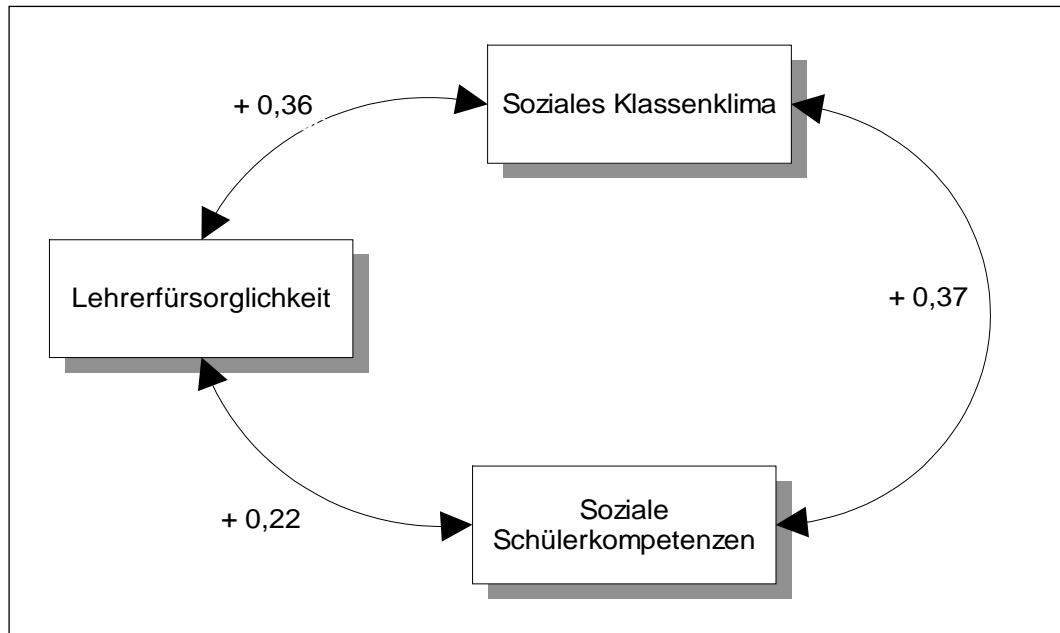 + 0,36
Soziales Klassenklima
Lehrerfürsorglichkeit
+ 0,37
+ 0,22
Soziale
Schülerkompetenzen